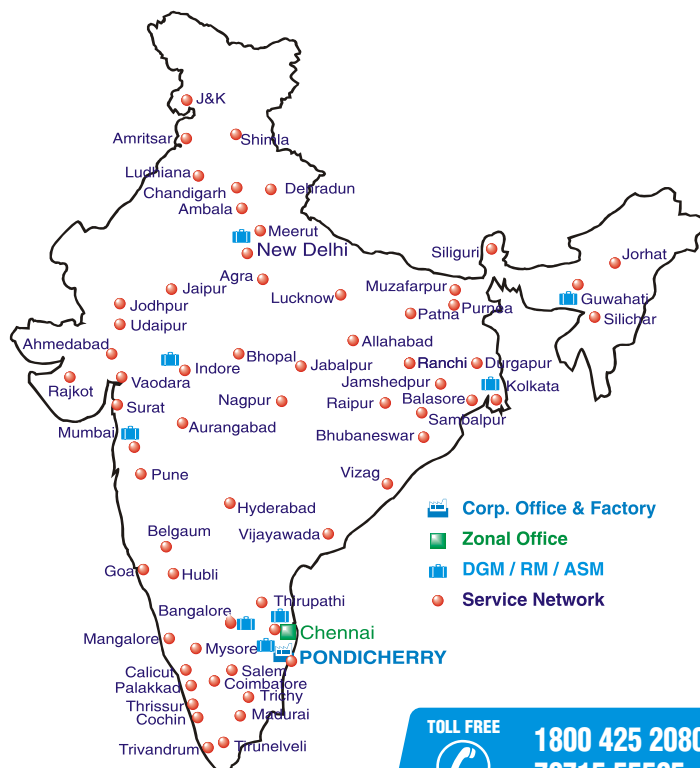 J&K
Amritsar
Shimla
Ludhiana
Chandigarh
Dehradun
Ambala
Meerut
New Delhi
Siliguri
Jorhat
Agra
Jaipur
Lucknow
Muzafarpur
Guwahati
Jodhpur
Purnea
Patna
Silichar
Udaipur
Ahmedabad
Allahabad
Bhopal
Indore
Jabalpur
Ranchi
Durgapur
Rajkot
Vaodara
Jamshedpur
Kolkata
Surat
Nagpur
Raipur
Balasore
Sambalpur
Mumbai
Aurangabad
Bhubaneswar
Pune
Vizag
Hyderabad
Corp. Office & Factory
Belgaum
Vijayawada
Zonal Office
Goa
Hubli
DGM / RM / ASM
Bangalore
Thirupathi
Service Network
Chennai
Mangalore
Mysore
PONDICHERRY
Calicut
Salem
Palakkad
Coimbatore
Thrissur
Trichy
Cochin
Madurai
Trivandrum
Tirunelveli
TOLL FREE
1800 425 2080